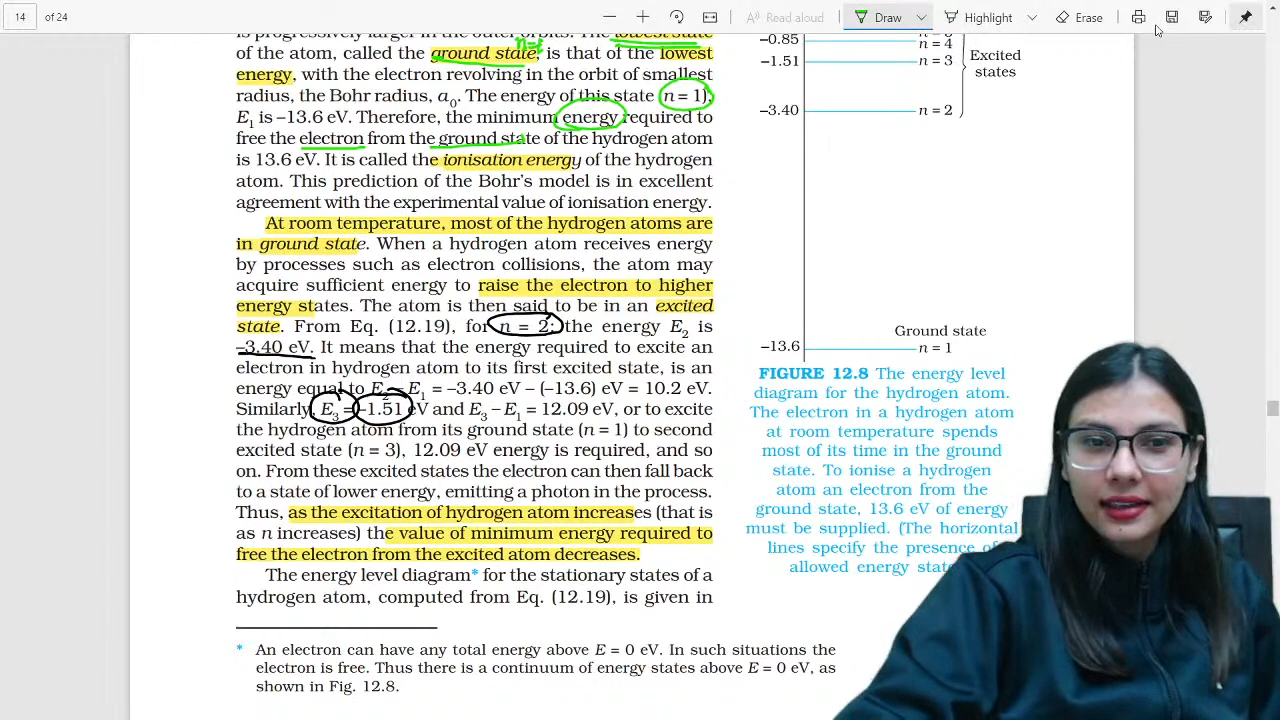 14 of 24
Read aloud
Draw
Highlight
Erase
is progressively larger in the outer orbits. The lowest state
n=1
of the atom, called the ground state, is that of the lowest
energy, with the electron revolving in the orbit of smallest
radius, the Bohr radius, a0. The energy of this state (n = 1),
E1 is –13.6 eV. Therefore, the minimum energy required to
free the electron from the ground state of the hydrogen atom
is 13.6 eV. It is called the ionisation energy of the hydrogen
atom. This prediction of the Bohr's model is in excellent
agreement with the experimental value of ionisation energy.
At room temperature, most of the hydrogen atoms are
in ground state. When a hydrogen atom receives energy
by processes such as electron collisions, the atom may
acquire sufficient energy to raise the electron to higher
energy states. The atom is then said to be in an excited
state. From Eq. (12.19), for n = 2; the energy E2 is
–3.40 eV. It means that the energy required to excite an
electron in hydrogen atom to its first excited state, is an
energy equal to E2 – E1 = –3.40 eV – (–13.6) eV = 10.2 eV.
Similarly, E3 = –1.51 eV and E3 – E1 = 12.09 eV, or to excite
the hydrogen atom from its ground state (n = 1) to second
excited state (n = 3), 12.09 eV energy is required, and so
on. From these excited states the electron can then fall back
to a state of lower energy, emitting a photon in the process.
Thus, as the excitation of hydrogen atom increases (that is
as n increases) the value of minimum energy required to
free the electron from the excited atom decreases.
The energy level diagram* for the stationary states of a
hydrogen atom, computed from Eq. (12.19), is given in
* An electron can have any total energy above E = 0 eV. In such situations the
electron is free. Thus there is a continuum of energy states above E = 0 eV, as
shown in Fig. 12.8.
–0.85 n = 4
–1.51 n = 3
–3.40 n = 2
Excited
states
Ground state
–13.6 n = 1
FIGURE 12.8 The energy level
diagram for the hydrogen atom.
The electron in a hydrogen atom
at room temperature spends
most of its time in the ground
state. To ionise a hydrogen
atom an electron from the
ground state, 13.6 eV of energy
must be supplied. (The horizontal
lines specify the presence of
allowed energy